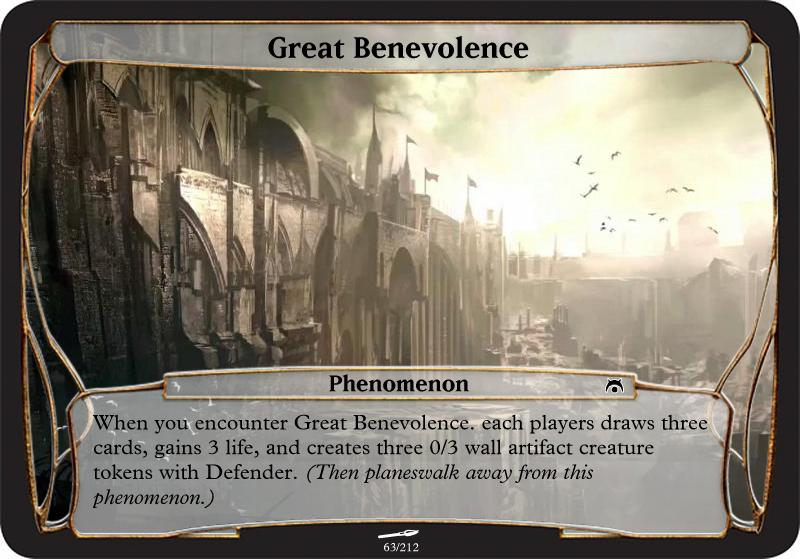 Great Benevolence
Phenomenon
When you encounter Great Benevolence. each players draws three
cards, gains 3 life, and creates three 0/3 wall artifact creature
tokens with Defender. (Then planeswalk away from this
phenomenon.)
63/212